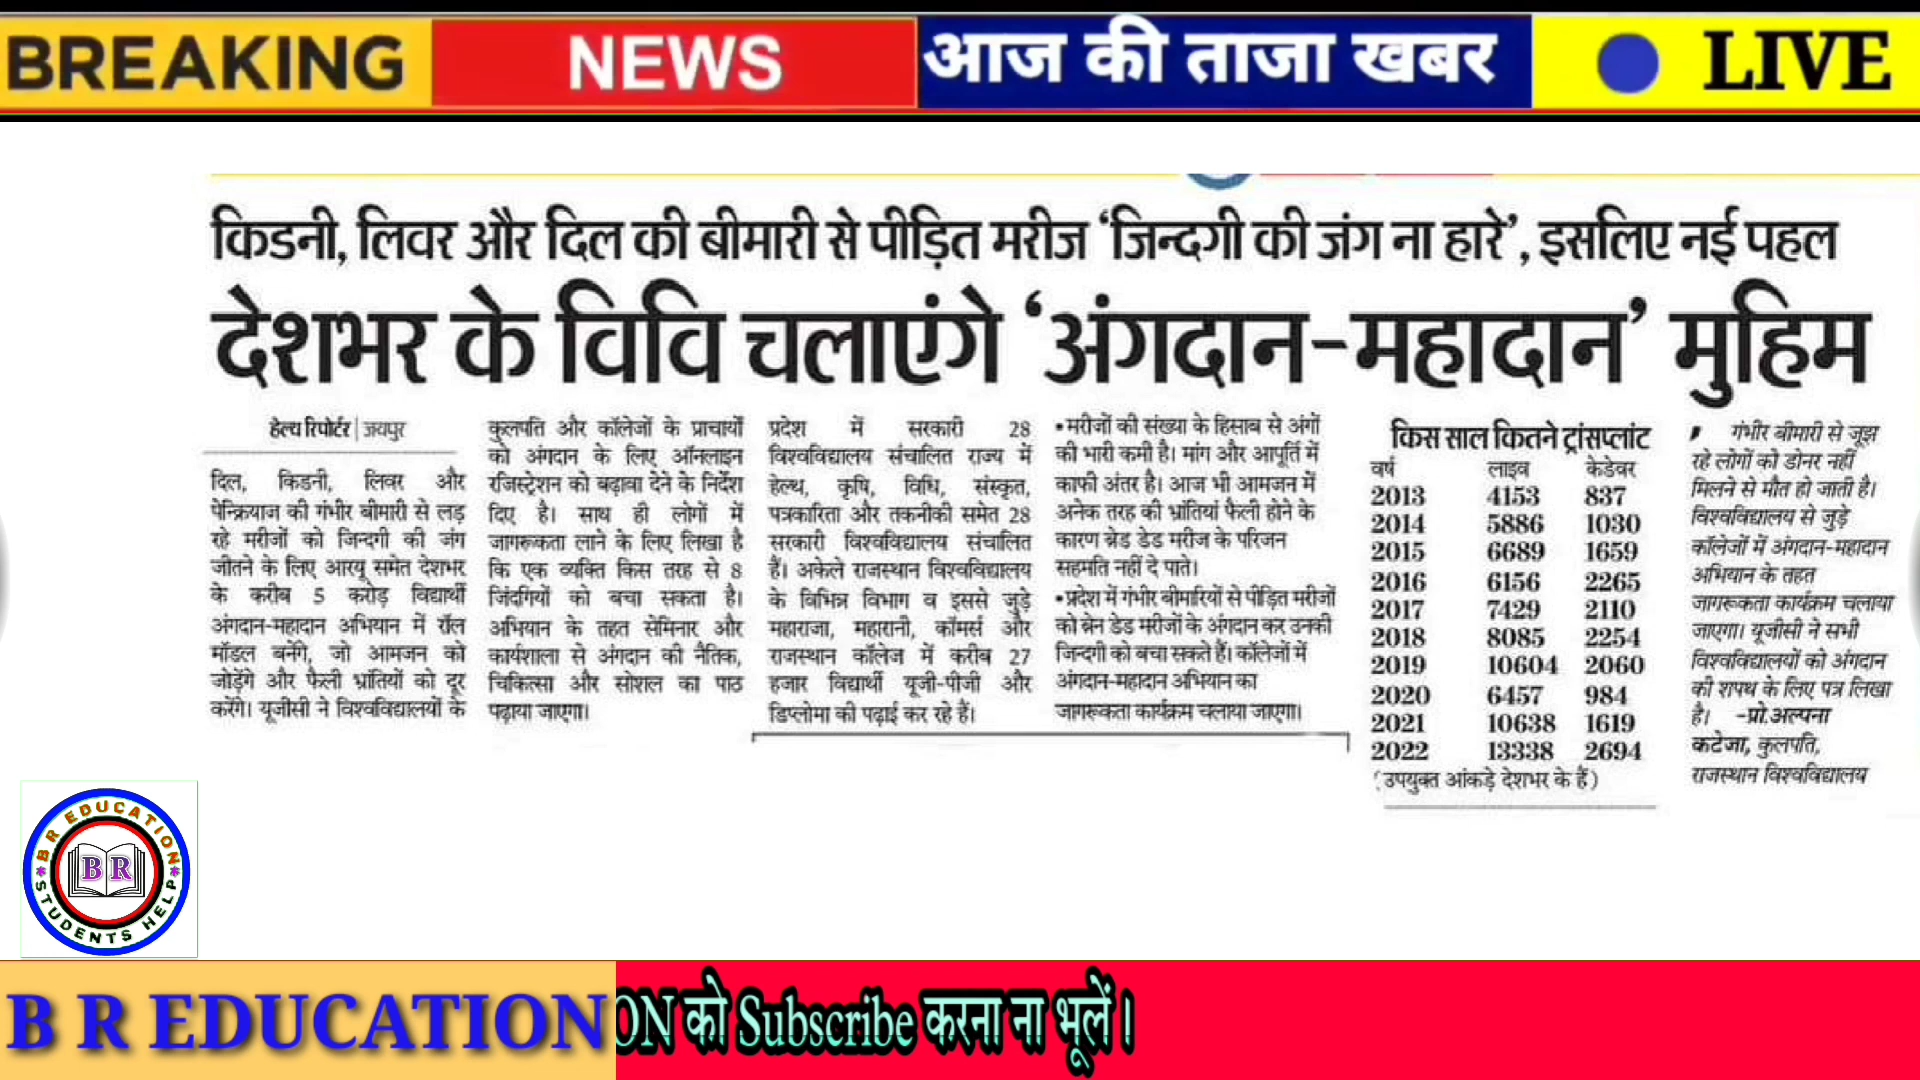 BREAKING NEWS आज की ताजा खबर LIVE
किडनी, लिवर और दिल की बीमारी से पीड़ित मरीज ‘जिन्दगी की जंग ना हारे’, इसलिए नई पहल
देशभर के विवि चलाएंगे ‘अंगदान-महादान’ मुहिम
हेल्थ रिपोर्टर | जयपुर
दिल, किडनी, लिवर और
पेन्क्रियाज की गंभीर बीमारी से लड़
रहे मरीजों को जिन्दगी की जंग
जीतने के लिए आरयू समेत देशभर
के करीब 5 करोड़ विद्यार्थी
अंगदान-महादान अभियान में रॉल
मॉडल बनेंगे, जो आमजन को
जोड़ेंगे और फैली भ्रांतियों को दूर
करेंगे। यूजीसी ने विश्वविद्यालयों के
कुलपति और कॉलेजों के प्राचार्यों
को अंगदान के लिए ऑनलाइन
रजिस्ट्रेशन को बढ़ावा देने के निर्देश
दिए है। साथ ही लोगों में
जागरूकता लाने के लिए लिखा है
कि एक व्यक्ति किस तरह से 8
जिंदगियों को बचा सकता है।
अभियान के तहत सेमिनार और
कार्यशाला से अंगदान की नैतिक,
चिकित्सा और सोशल का पाठ
पढ़ाया जाएगा।
प्रदेश में सरकारी 28
विश्वविद्यालय संचालित राज्य में
हेल्थ, कृषि, विधि, संस्कृत,
पत्रकारिता और तकनीकी समेत 28
सरकारी विश्वविद्यालय संचालित
हैं। अकेले राजस्थान विश्वविद्यालय
के विभिन्न विभाग व इससे जुड़े
महाराजा, महारानी, कॉमर्स और
राजस्थान कॉलेज में करीब 27
हजार विद्यार्थी यूजी-पीजी और
डिप्लोमा की पढ़ाई कर रहे हैं।
•मरीजों की संख्या के हिसाब से अंगों
की भारी कमी है। मांग और आपूर्ति में
काफी अंतर है। आज भी आमजन में
अनेक तरह की भ्रांतियां फैली होने के
कारण ब्रेड डेड मरीज के परिजन
सहमति नहीं दे पाते।
•प्रदेश में गंभीर बीमारियों से पीड़ित मरीजों
को ब्रेन डेड मरीजों के अंगदान कर उनकी
जिन्दगी को बचा सकते हैं। कॉलेजों में
अंगदान-महादान अभियान का
जागरूकता कार्यक्रम चलाया जाएगा।
किस साल कितने ट्रांसप्लांट
वर्ष लाइव केडेवर
2013 4153 837
2014 5886 1030
2015 6689 1659
2016 6156 2265
2017 7429 2110
2018 8085 2254
2019 10604 2060
2020 6457 984
2021 10638 1619
2022 13338 2694
(उपयुक्त आंकड़े देशभर के हैं)
गंभीर बीमारी से जूझ
रहे लोगों को डोनर नहीं
मिलने से मौत हो जाती है।
विश्वविद्यालय से जुड़े
कॉलेजों में अंगदान-महादान
अभियान के तहत
जागरूकता कार्यक्रम चलाया
जाएगा। यूजीसी ने सभी
विश्वविद्यालयों को अंगदान
की शपथ के लिए पत्र लिखा
है। -प्रो.अल्पना
कटेजा, कुलपति,
राजस्थान विश्वविद्यालय
B R EDUCATION
B R
STUDENTS HELP
B R EDUCATION ON को Subscribe करना ना भूलें।